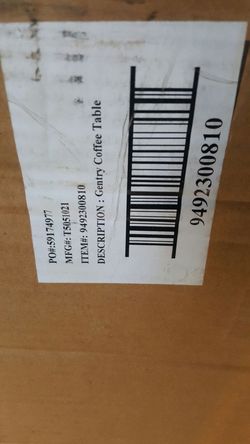 PO#:59174977
MFG#: T5051021
ITEM#: 9492300810
DESCRIPTION : Gentry Coffee Table
9492300810